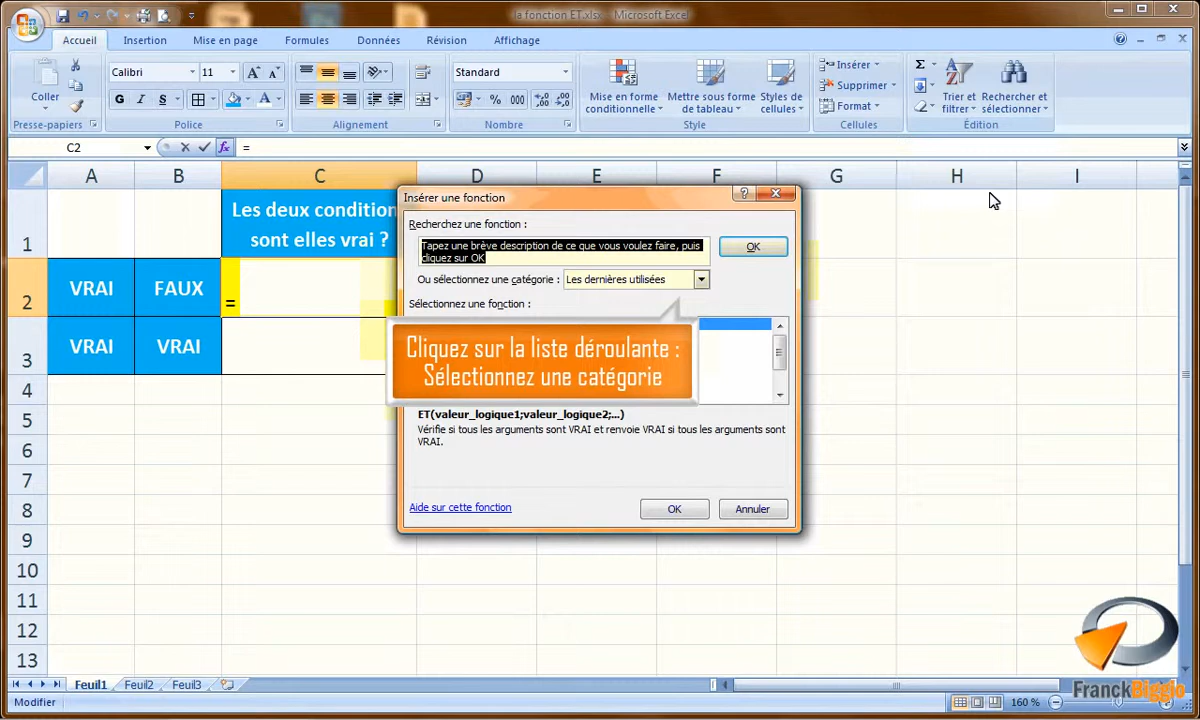 la fonction ET.xlsx - Microsoft Excel
Accueil Insertion Mise en page Formules Données Révision Affichage
Coller
Calibri 11
G I S
Standard
% 000
Mise en forme conditionnelle
Mettre sous forme de tableau
Styles de cellules
Insérer
Supprimer
Format
Trier et filtrer
Rechercher et sélectionner
Presse-papiers Police Alignement Nombre Style Cellules Édition
C2 fx =
A B C D E F G H I
1
Les deux condition
sont elles vrai ?
2 VRAI FAUX =
3 VRAI VRAI
4
5
6
7
8
9
10
11
12
13
Insérer une fonction
Recherchez une fonction :
Tapez une brève description de ce que vous voulez faire, puis
cliquez sur OK
OK
Ou sélectionnez une catégorie : Les dernières utilisées
Sélectionnez une fonction :
Cliquez sur la liste déroulante :
Sélectionnez une catégorie
ET(valeur_logique1;valeur_logique2;...)
Vérifie si tous les arguments sont VRAI et renvoie VRAI si tous les arguments sont
VRAI.
Aide sur cette fonction
OK Annuler
Feuil1 Feuil2 Feuil3
Modifier
160 %
FranckBiggio